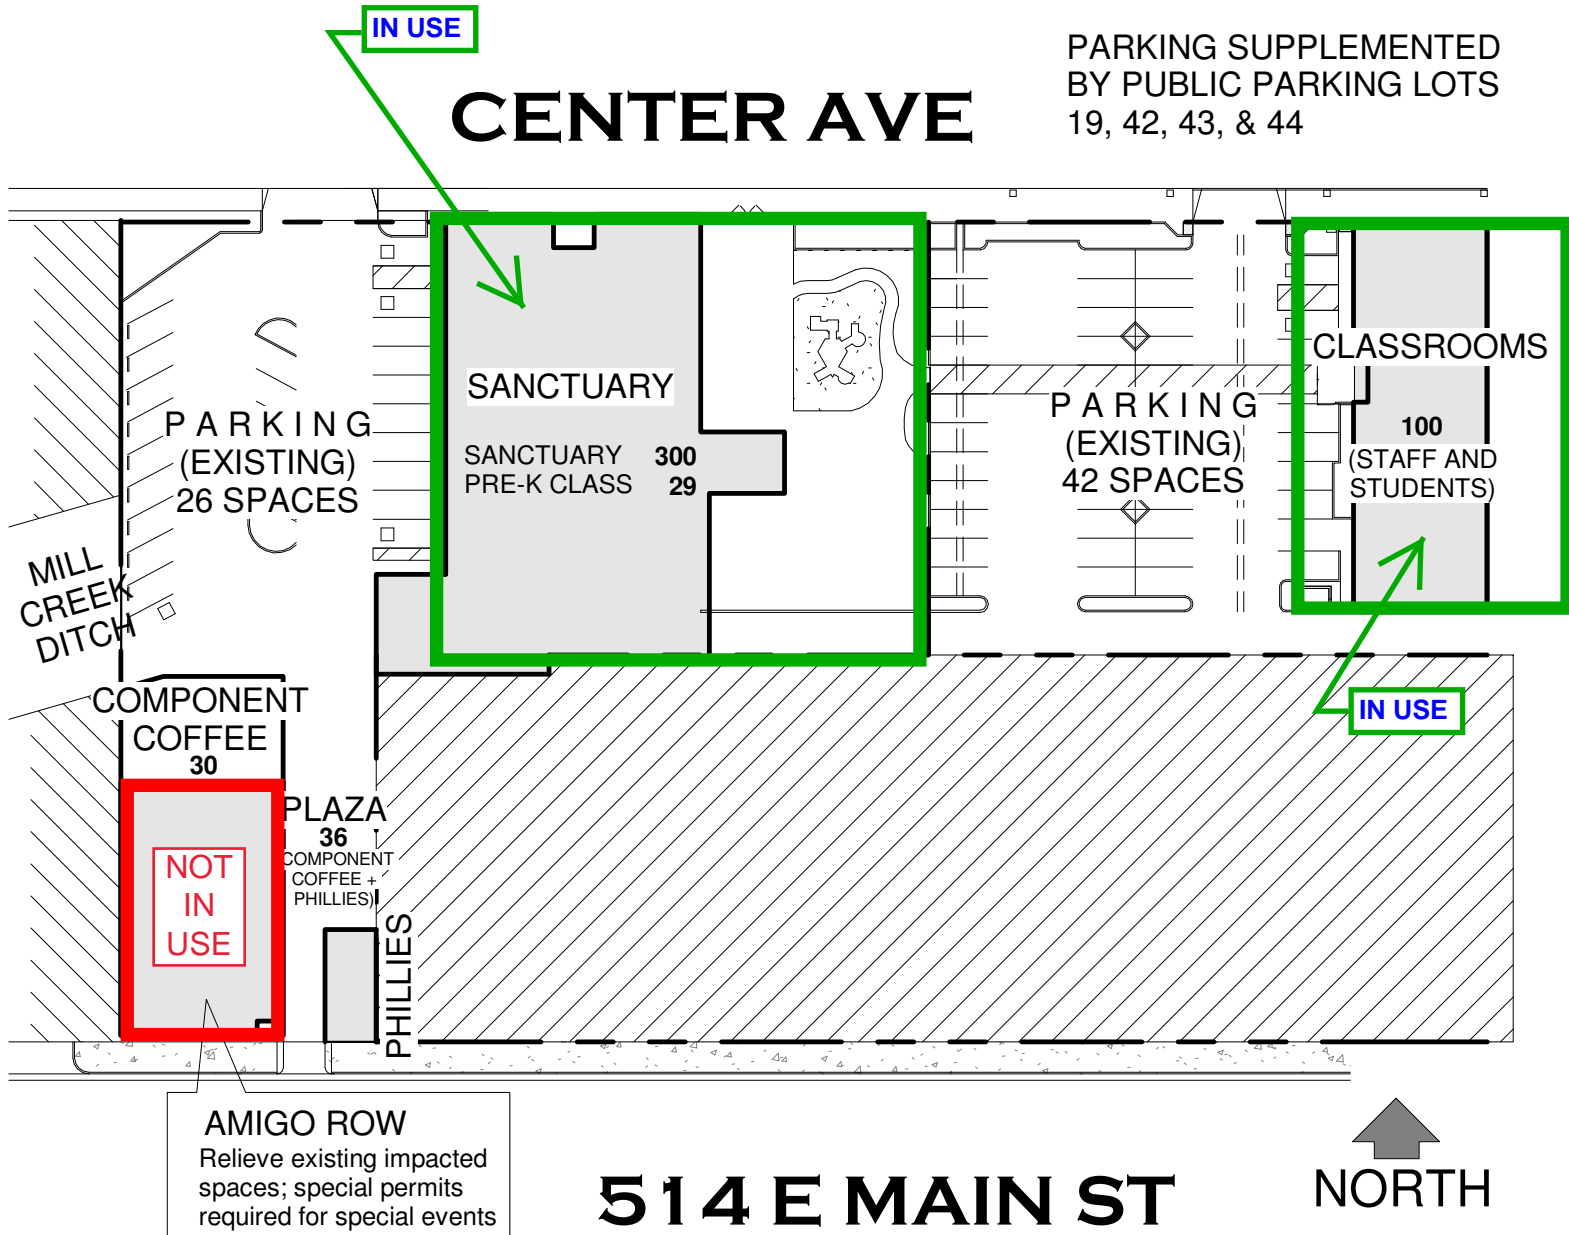 IN USE
PARKING SUPPLEMENTED
BY PUBLIC PARKING LOTS
19, 42, 43, & 44
CENTER AVE
SANCTUARY
SANCTUARY 300
PRE-K CLASS 29
PARKING
(EXISTING)
26 SPACES
PARKING
(EXISTING)
42 SPACES
CLASSROOMS
100
(STAFF AND
STUDENTS)
IN USE
MILL
CREEK
DITCH
COMPONENT
COFFEE
30
PLAZA
36
COMPONENT
COFFEE +
PHILLIES)
NOT
IN
USE
PHILLIES
AMIGO ROW
Relieve existing impacted
spaces; special permits
required for special events
514 E MAIN ST
NORTH